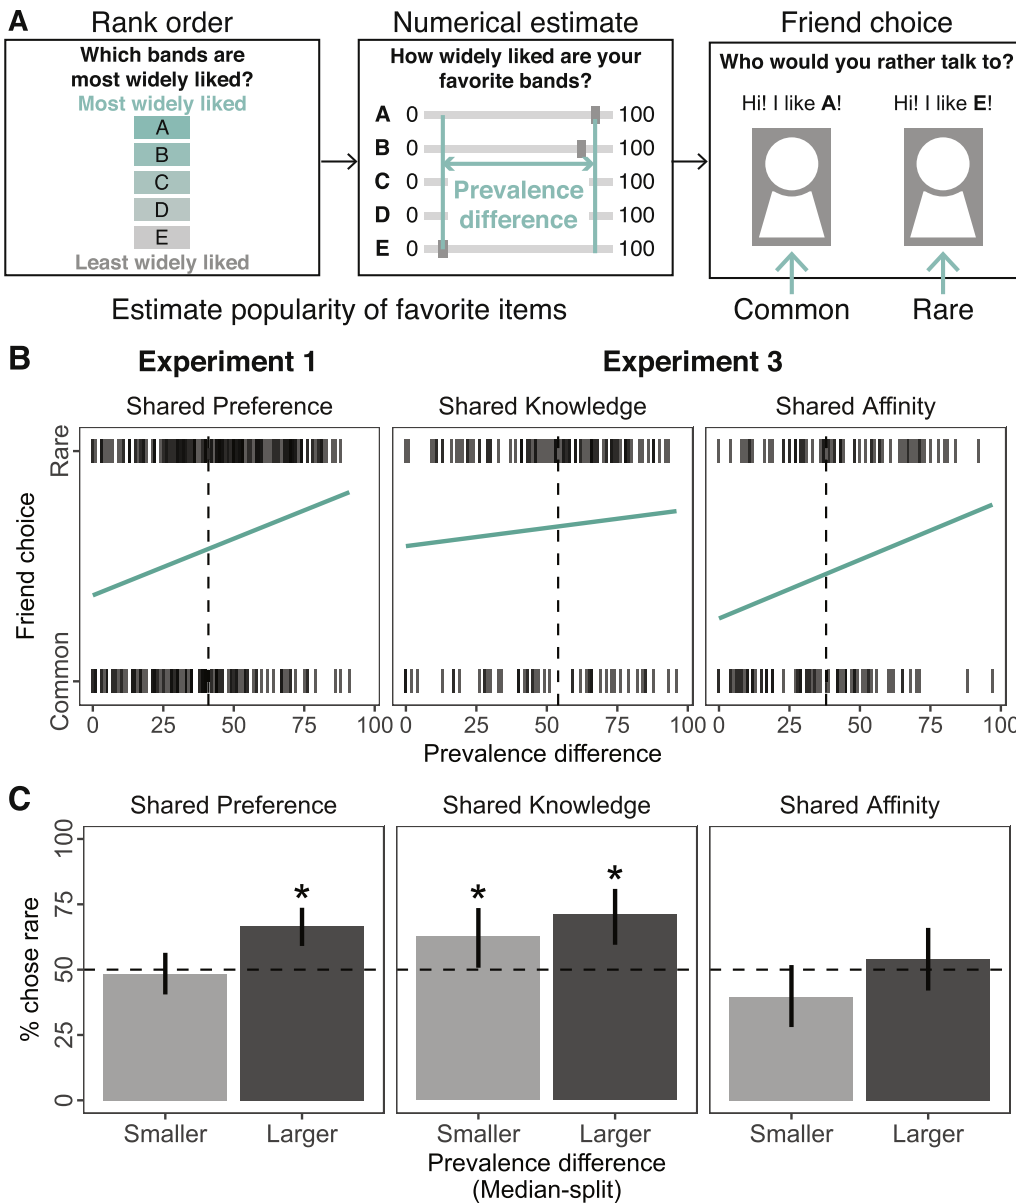 A
Rank order
Numerical estimate
Friend choice
Which bands are
most widely liked?
Most widely liked
A
B
C
D
E
Least widely liked
How widely liked are your
favorite bands?
A 0 100
B 0 100
C 0 100
D 0 100
E 0 100
Prevalence
difference
Who would you rather talk to?
Hi! I like A!
Hi! I like E!
Common
Rare
Estimate popularity of favorite items
B
Experiment 1
Experiment 3
Shared Preference
Shared Knowledge
Shared Affinity
Rare
Friend choice
Common
0 25 50 75 100
0 25 50 75 100
0 25 50 75 100
Prevalence difference
C
Shared Preference
Shared Knowledge
Shared Affinity
% chose rare
100
75
50
25
0
*
*
*
Smaller Larger
Smaller Larger
Smaller Larger
Prevalence difference
(Median-split)